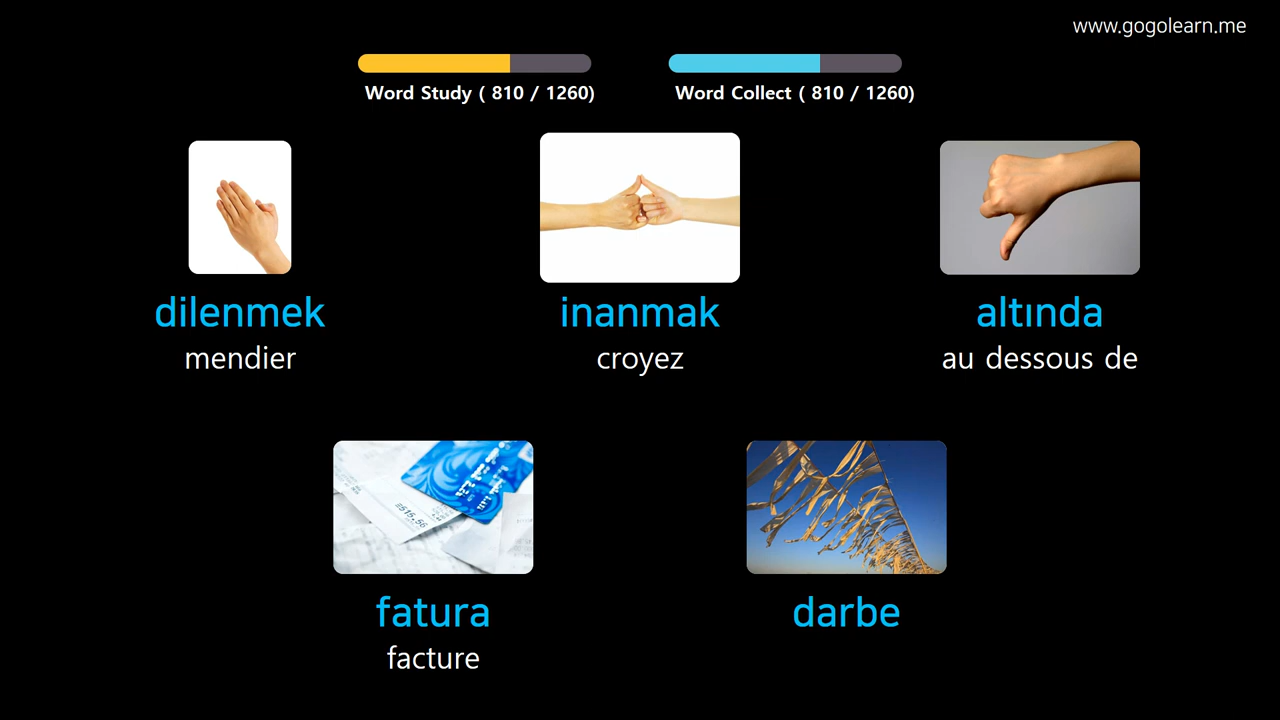 www.gogolearn.me
Word Study ( 810 / 1260)
Word Collect ( 810 / 1260)
dilenmek
mendier
inanmak
croyez
altında
au dessous de
fatura
facture
darbe